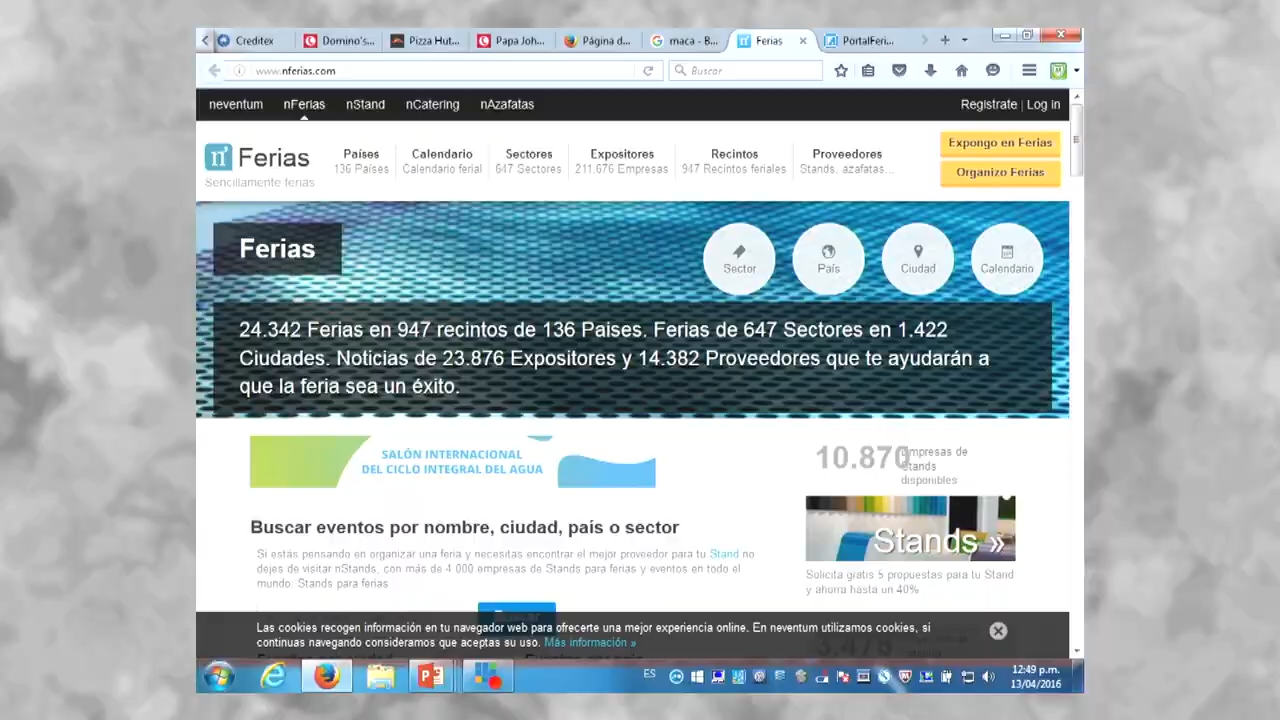 Creditex
Domino's...
Pizza Hut...
Papa Joh...
Página d...
maca - B...
Ferias
PortalFeri...
www.nferias.com
Buscar
neventum
nFerias
nStand
nCatering
nAzafatas
Registrate | Log in
n Ferias
Sencillamente ferias
Países
136 Países
Calendario
Calendario ferial
Sectores
647 Sectores
Expositores
211.676 Empresas
Recintos
947 Recintos feriales
Proveedores
Stands, azafatas...
Expongo en Ferias
Organizo Ferias
Ferias
Sector
País
Ciudad
Calendario
24.342 Ferias en 947 recintos de 136 Paises. Ferias de 647 Sectores en 1.422
Ciudades. Noticias de 23.876 Expositores y 14.382 Proveedores que te ayudarán a
que la feria sea un éxito.
SALÓN INTERNACIONAL
DEL CICLO INTEGRAL DEL AGUA
10.870
Empresas de
Stands
disponibles
Buscar eventos por nombre, ciudad, país o sector
Si estás pensando en organizar una feria y necesitas encontrar el mejor proveedor para tu Stand no
dejes de visitar nStands, con más de 4 000 empresas de Stands para ferias y eventos en todo el
mundo: Stands para ferias
Stands »
Solicita gratis 5 propuestas para tu Stand
y ahorra hasta un 40%
Las cookies recogen información en tu navegador web para ofrecerte una mejor experiencia online. En neventum utilizamos cookies, si
continuas navegando consideramos que aceptas su uso. Más información »
ES
12:49 p.m.
13/04/2016